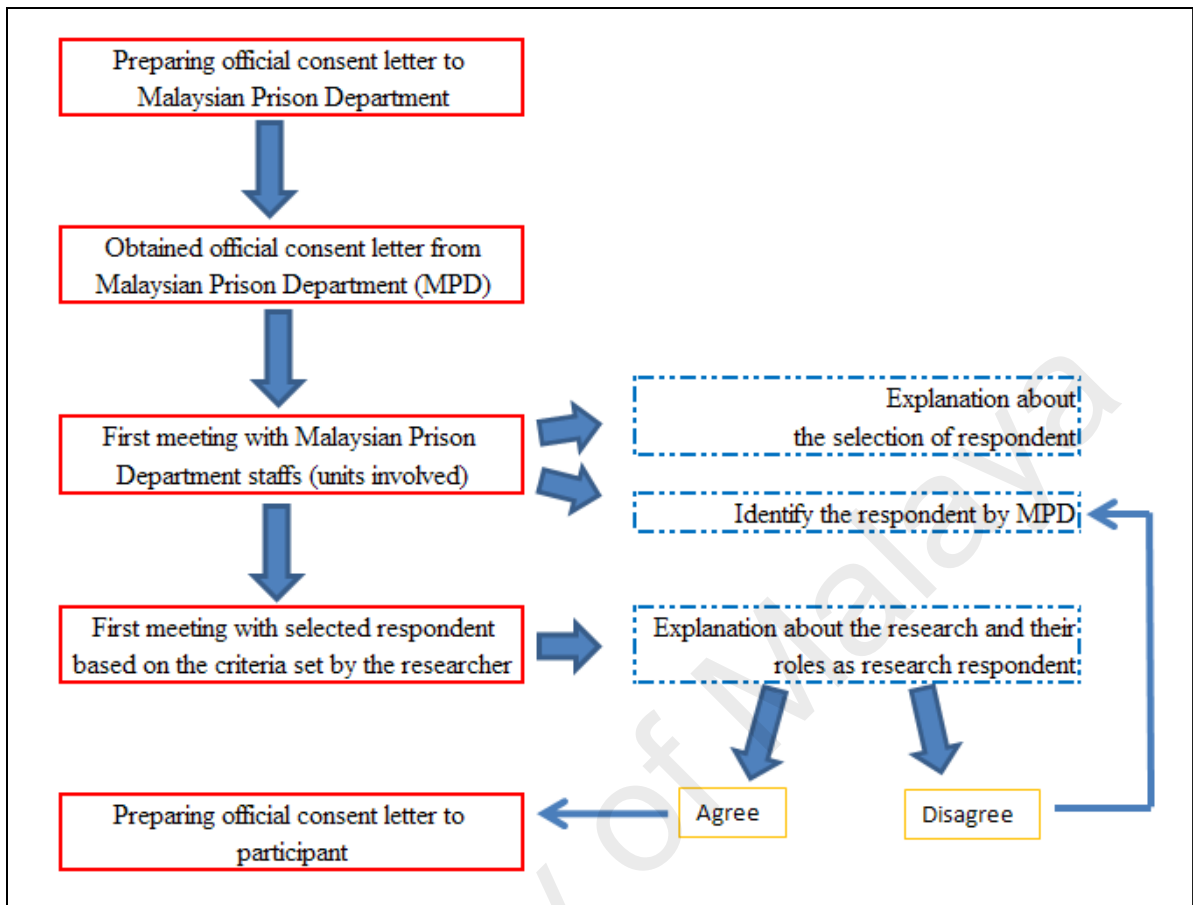 Preparing official consent letter to
Malaysian Prison Department
Obtained official consent letter from
Malaysian Prison Department (MPD)
First meeting with Malaysian Prison
Department staffs (units involved)
Explanation about
the selection of respondent
Identify the respondent by MPD
First meeting with selected respondent
based on the criteria set by the researcher
Explanation about the research and their
roles as research respondent
Agree
Disagree
Preparing official consent letter to
participant
of Malaya